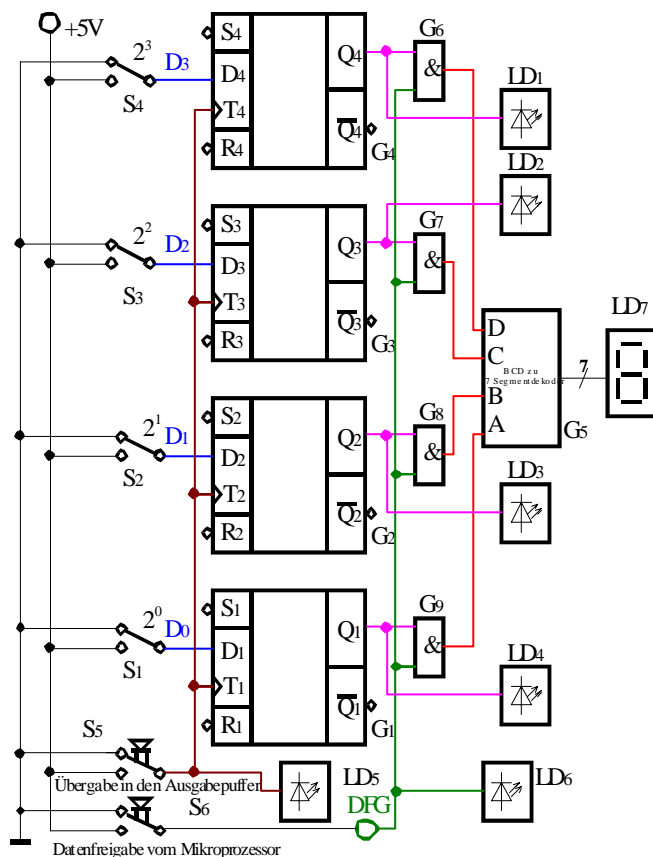 +5V
2³
S4
D3
S4
D4
T4
R4
Q4
Q̅4
G4
G6
&
LD1
LD2
2²
S3
D2
S3
D3
T3
R3
Q3
Q̅3
G3
G7
&
D
C
B
A
BCD zu
7 Segmentdekoder
G5
7
LD7
2¹
S2
D1
S2
D2
T2
R2
Q2
Q̅2
G2
G8
&
LD3
2⁰
S1
D0
S1
D1
T1
R1
Q1
Q̅1
G1
G9
&
LD4
S5
Übergabe in den Ausgabepuffer
S6
LD5
DFG
LD6
Datenfreigabe vom Mikroprozessor